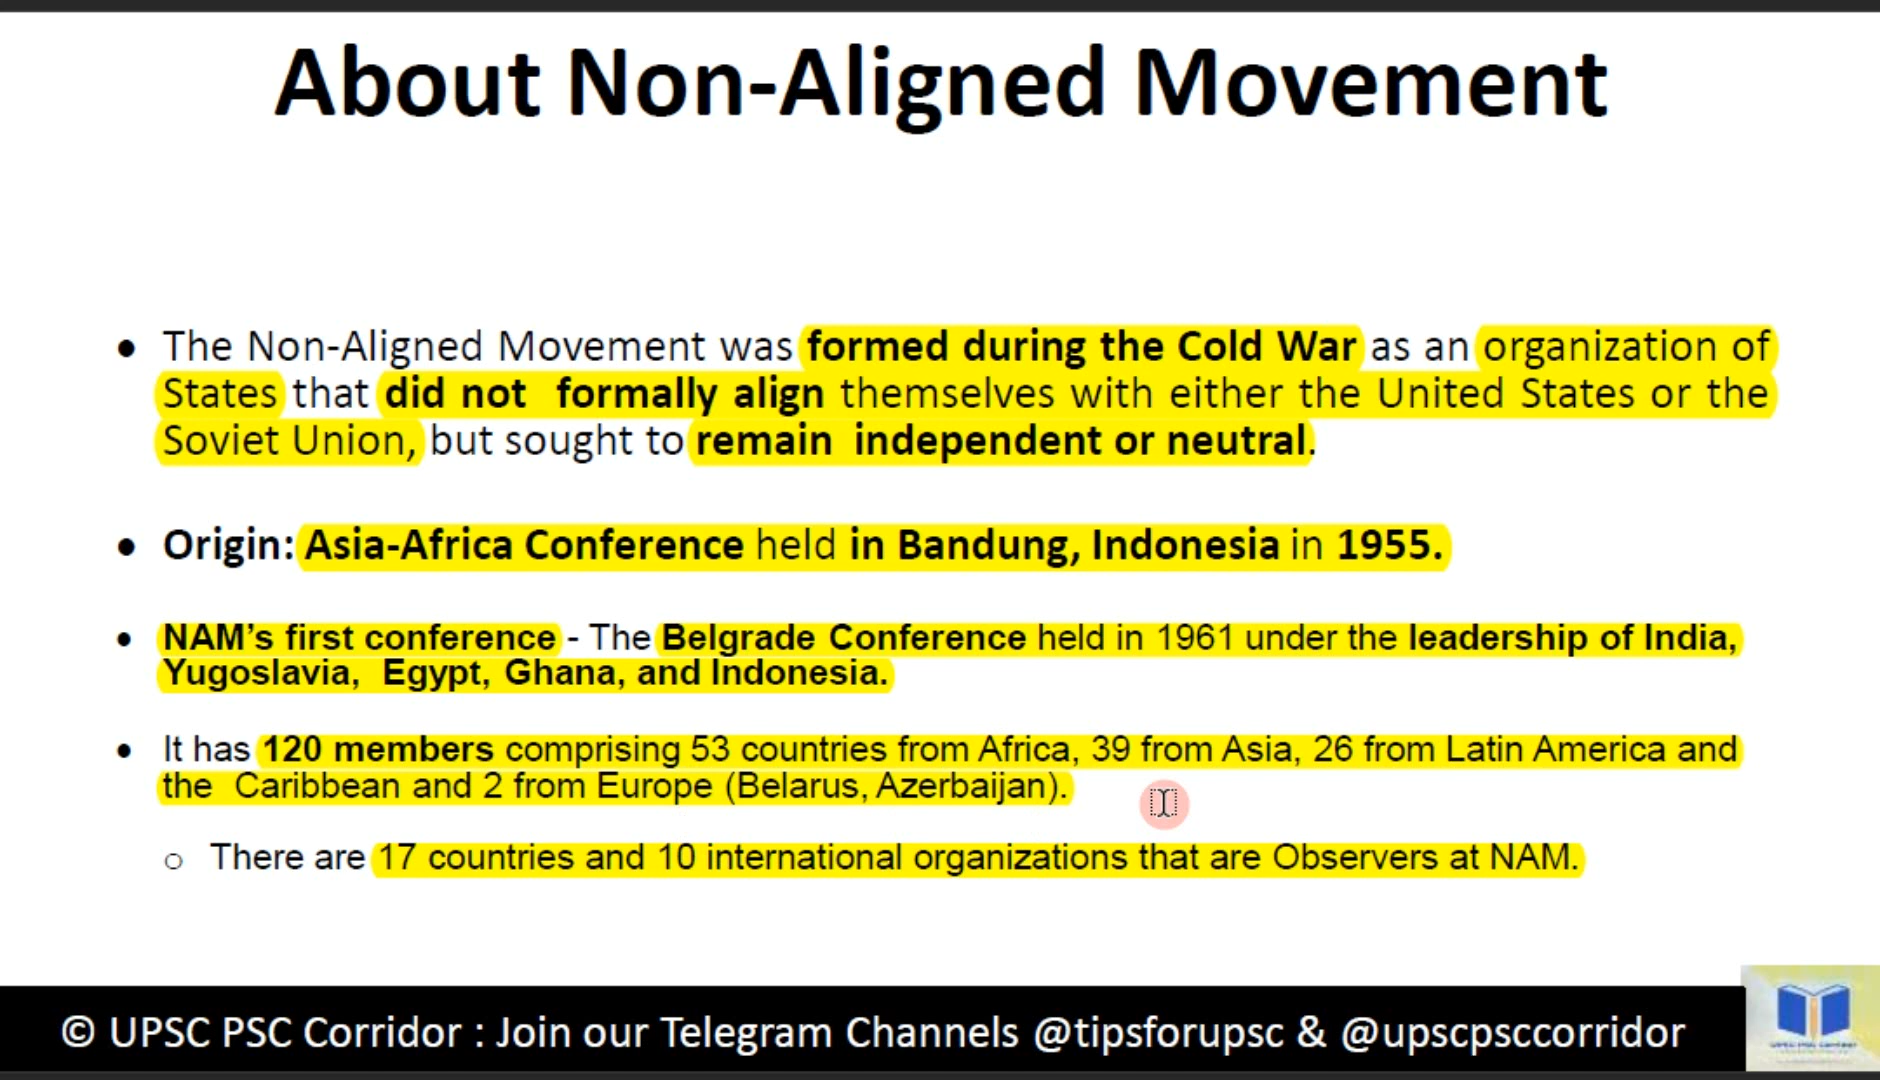 About Non-Aligned Movement
• The Non-Aligned Movement was formed during the Cold War as an organization of
States that did not formally align themselves with either the United States or the
Soviet Union, but sought to remain independent or neutral.
• Origin: Asia-Africa Conference held in Bandung, Indonesia in 1955.
• NAM’s first conference - The Belgrade Conference held in 1961 under the leadership of India,
Yugoslavia, Egypt, Ghana, and Indonesia.
• It has 120 members comprising 53 countries from Africa, 39 from Asia, 26 from Latin America and
the Caribbean and 2 from Europe (Belarus, Azerbaijan).
○ There are 17 countries and 10 international organizations that are Observers at NAM.
© UPSC PSC Corridor : Join our Telegram Channels @tipsforupsc & @upscpsccorridor
UPSC PSC Corridor